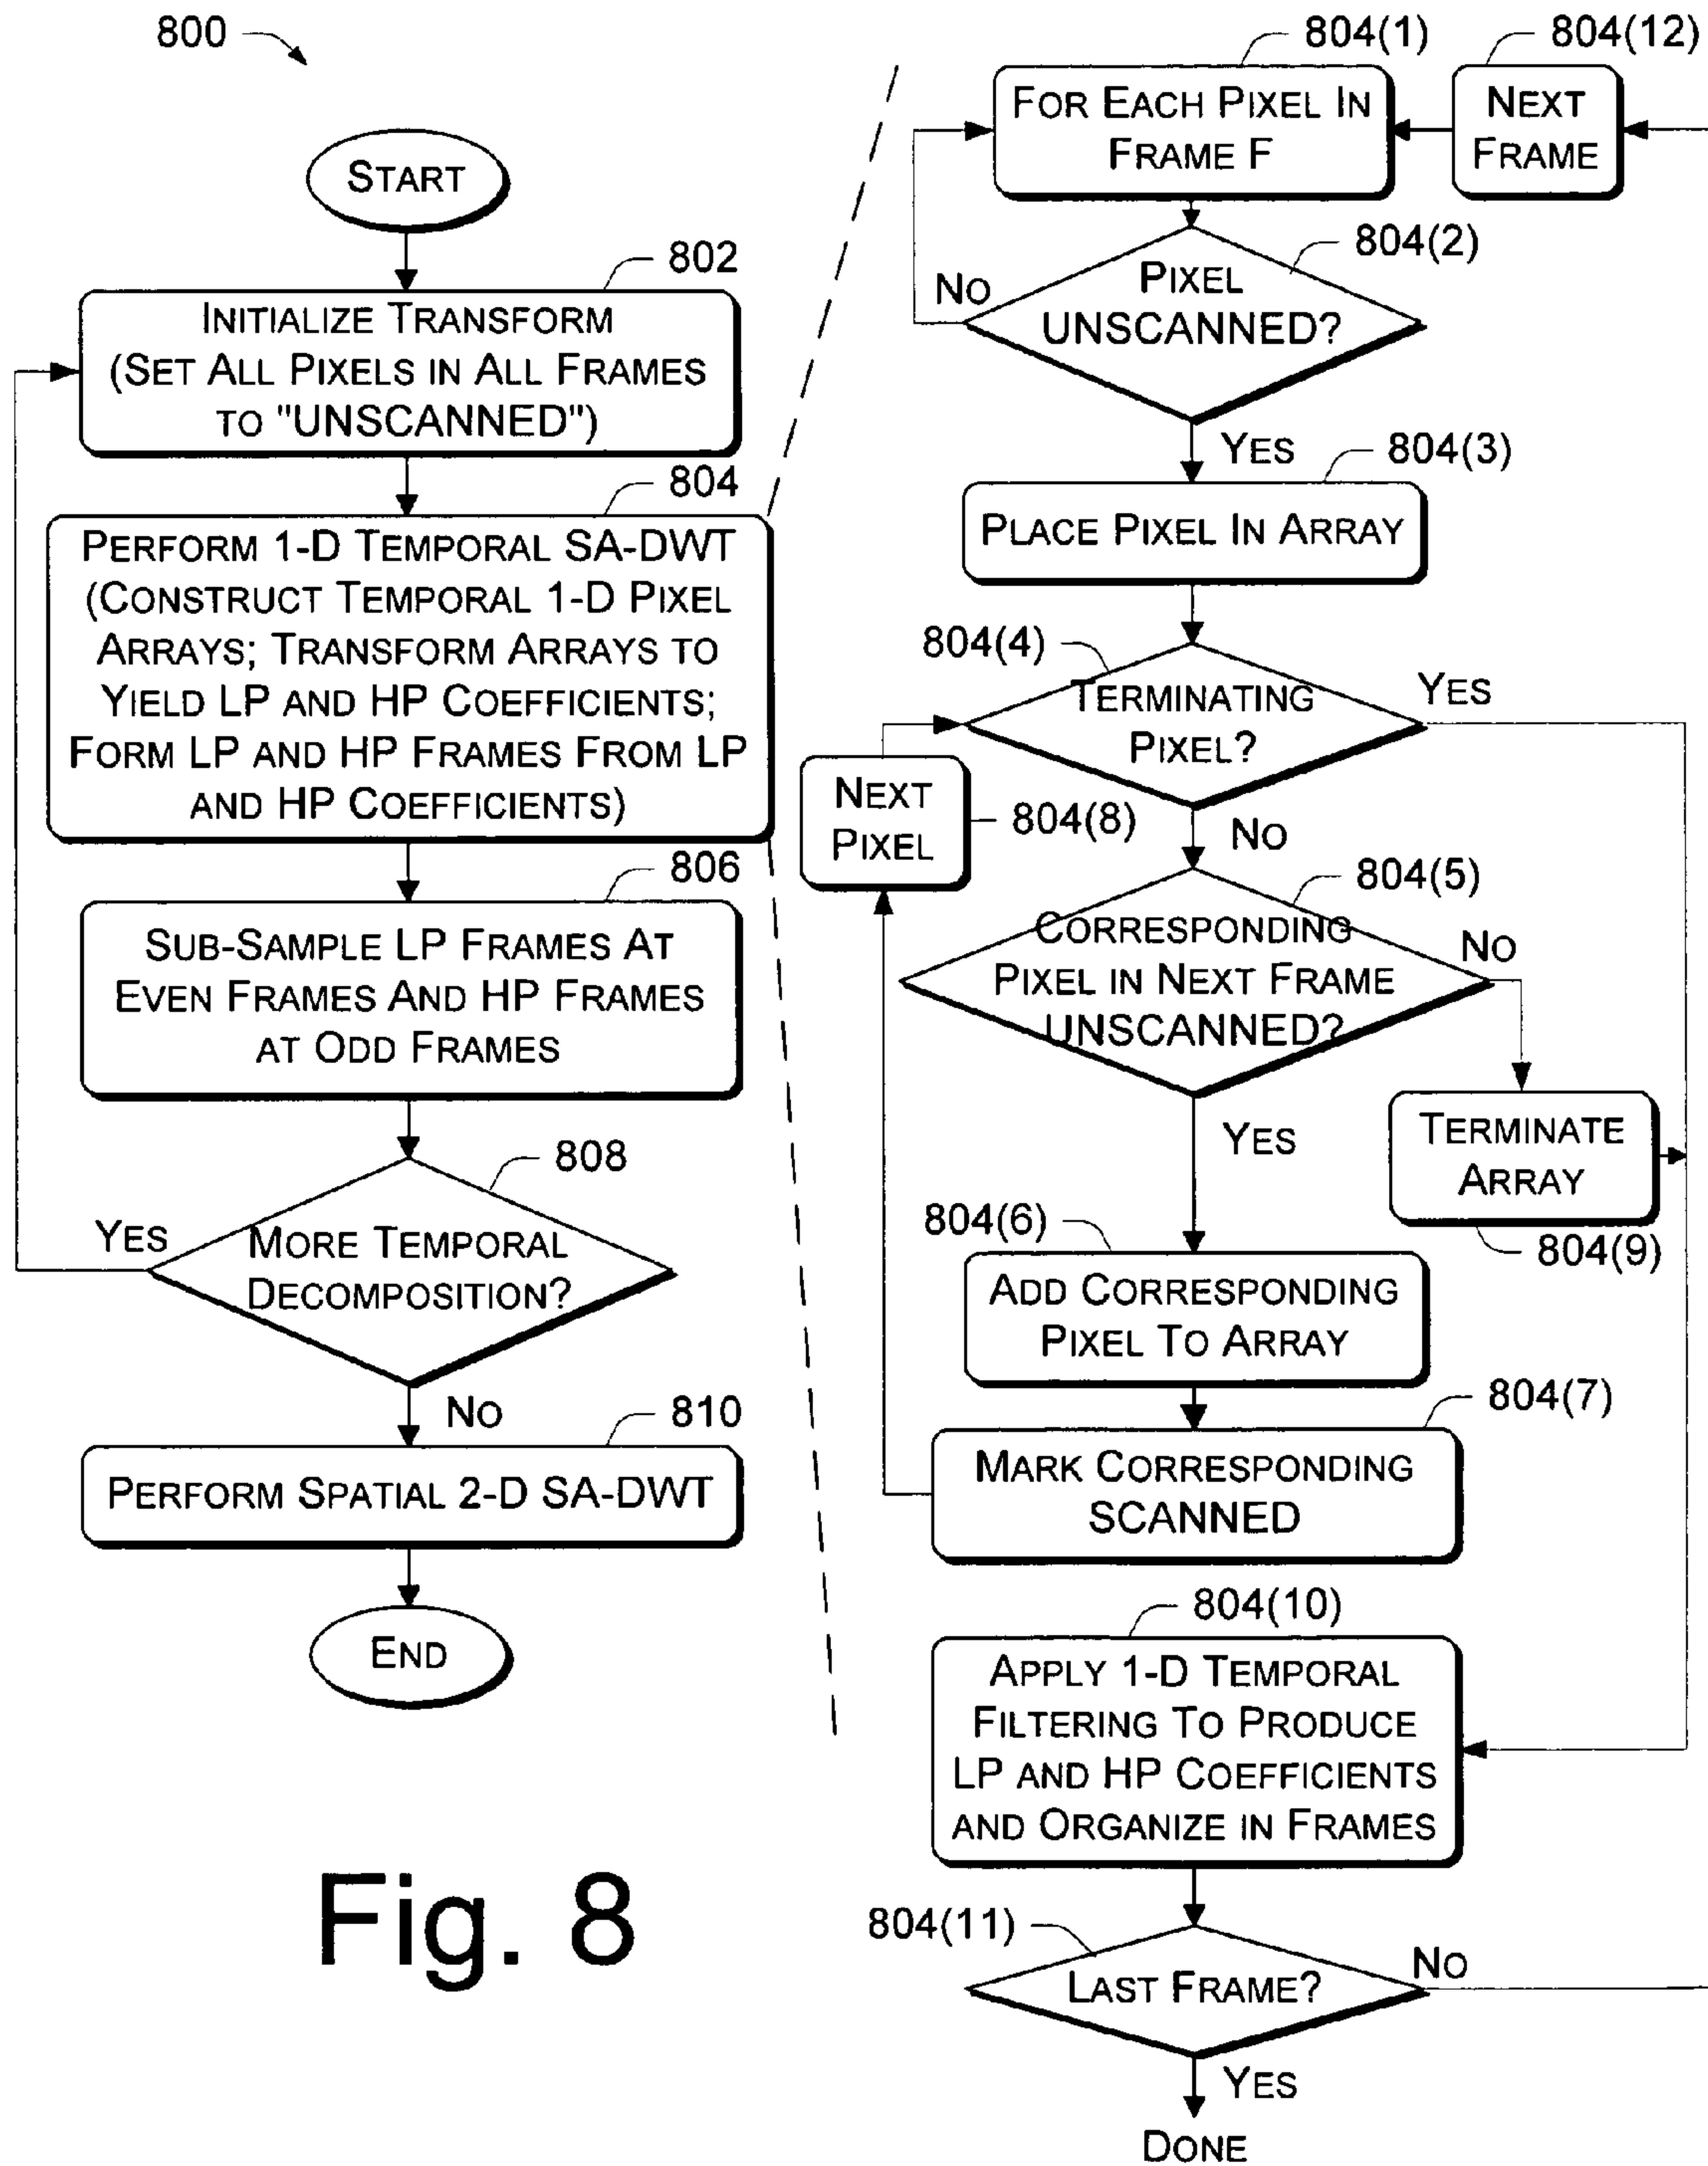 800
START
802
INITIALIZE TRANSFORM
(SET ALL PIXELS IN ALL FRAMES
TO "UNSCANNED")
804
PERFORM 1-D TEMPORAL SA-DWT
(CONSTRUCT TEMPORAL 1-D PIXEL
ARRAYS; TRANSFORM ARRAYS TO
YIELD LP AND HP COEFFICIENTS;
FORM LP AND HP FRAMES FROM LP
AND HP COEFFICIENTS)
806
SUB-SAMPLE LP FRAMES AT
EVEN FRAMES AND HP FRAMES
AT ODD FRAMES
808
YES
MORE TEMPORAL
DECOMPOSITION?
NO
810
PERFORM SPATIAL 2-D SA-DWT
END
Fig. 8
804(1)
FOR EACH PIXEL IN
FRAME F
804(12)
NEXT
FRAME
804(2)
NO
PIXEL
UNSCANNED?
YES
804(3)
PLACE PIXEL IN ARRAY
804(4)
TERMINATING
PIXEL?
YES
NEXT
PIXEL
804(8)
NO
804(5)
CORRESPONDING
PIXEL IN NEXT FRAME
UNSCANNED?
NO
YES
TERMINATE
ARRAY
804(9)
804(6)
ADD CORRESPONDING
PIXEL TO ARRAY
804(7)
MARK CORRESPONDING
SCANNED
804(10)
APPLY 1-D TEMPORAL
FILTERING TO PRODUCE
LP AND HP COEFFICIENTS
AND ORGANIZE IN FRAMES
804(11)
LAST FRAME?
NO
YES
DONE